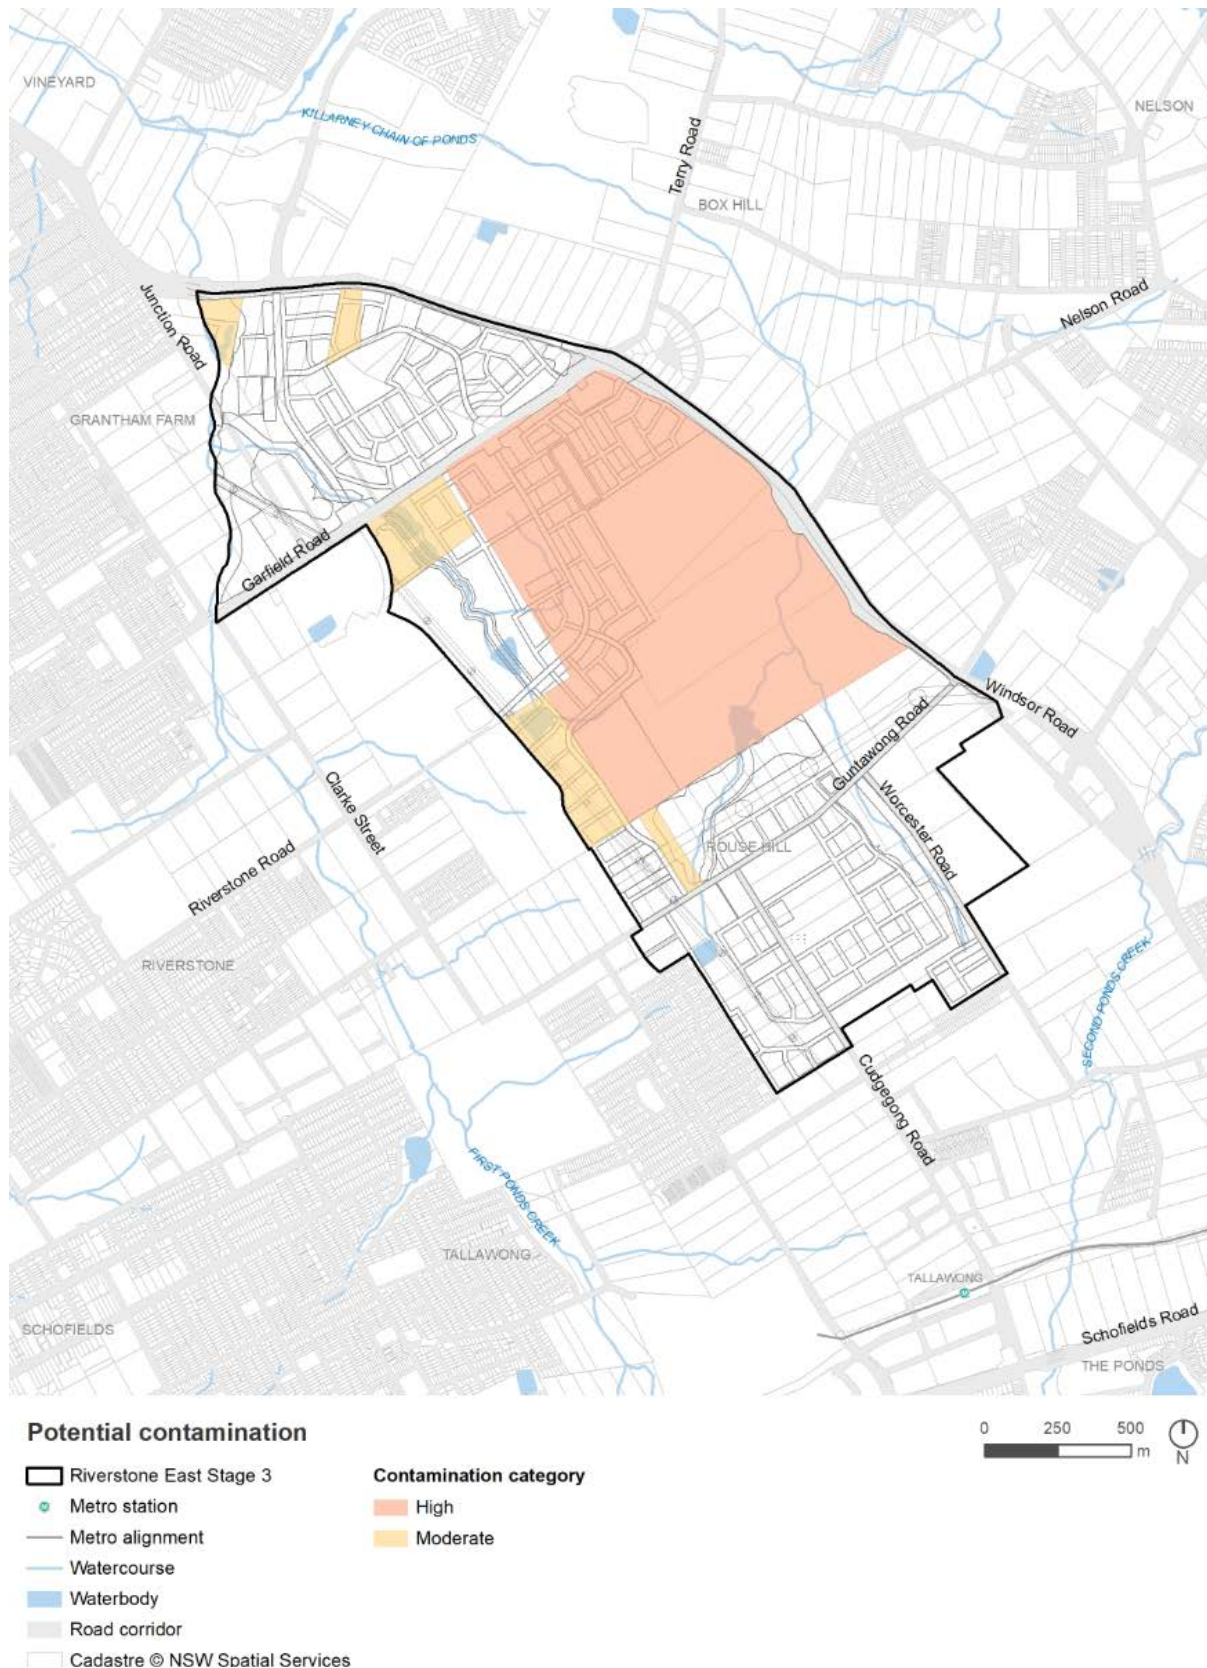 VINEYARD
NELSON
KILLARNEY CHAIN OF PONDS
Terry Road
BOX HILL
Junction Road
Nelson Road
GRANTHAM FARM
Garfield Road
Windsor Road
Guntawong Road
Clarke Street
Worcester Road
ROUSE HILL
Riverstone Road
RIVERSTONE
SECOND PONDS CREEK
Cudgegong Road
FIRST PONDS CREEK
TALLAWONG
TALLAWONG
SCHOFIELDS
Schofields Road
THE PONDS
Potential contamination
0 250 500
m
N
Riverstone East Stage 3
Metro station
Metro alignment
Watercourse
Waterbody
Road corridor
Cadastre © NSW Spatial Services
Contamination category
High
Moderate